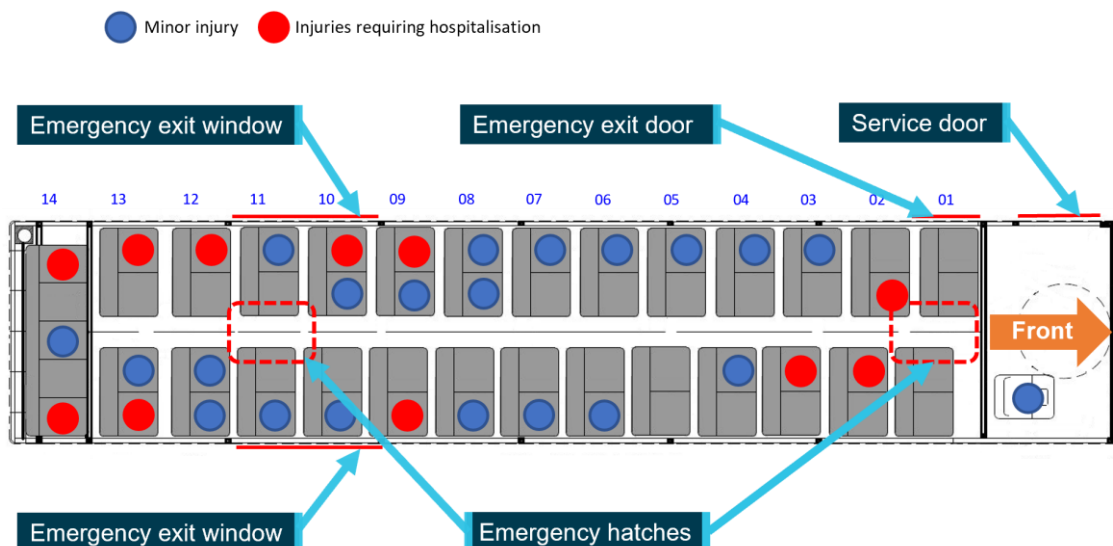 Minor injury
Injuries requiring hospitalisation
Emergency exit window
Emergency exit door
Service door
14 13 12 11 10 09 08 07 06 05 04 03 02 01
Front
Emergency exit window
Emergency hatches